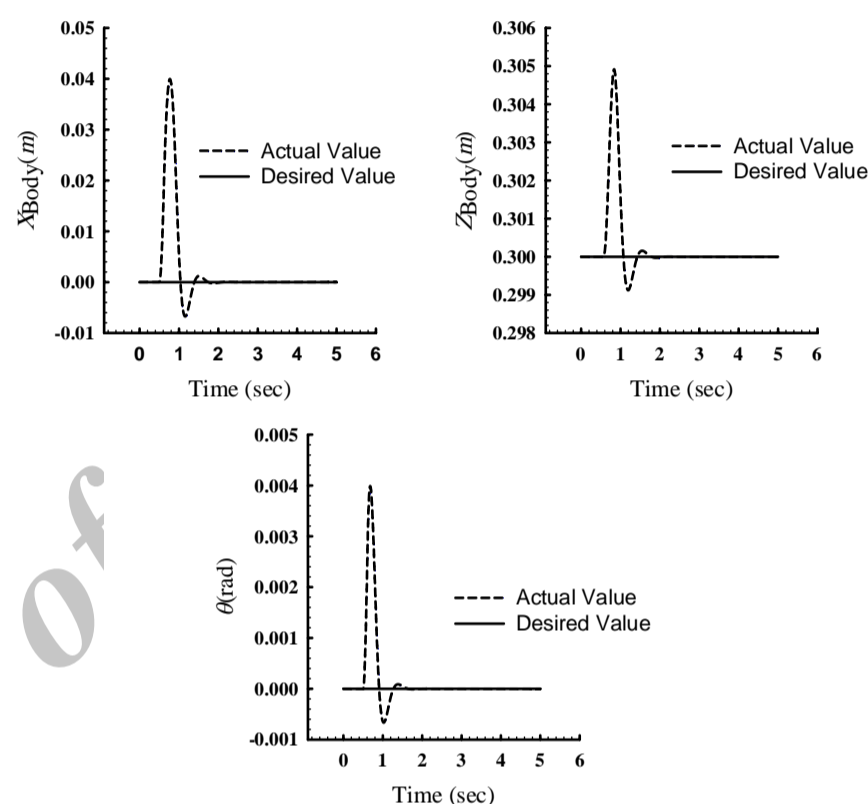 0.05
0.04
0.03
0.02
0.01
0.00
-0.01
XBody(m)
Actual Value
Desired Value
0 1 2 3 4 5 6
Time (sec)
0.306
0.305
0.304
0.303
0.302
0.301
0.300
0.299
0.298
ZBody(m)
Actual Value
Desired Value
0 1 2 3 4 5 6
Time (sec)
0.005
0.004
0.003
0.002
0.001
0.000
-0.001
θ(rad)
Actual Value
Desired Value
0 1 2 3 4 5 6
Time (sec)
of